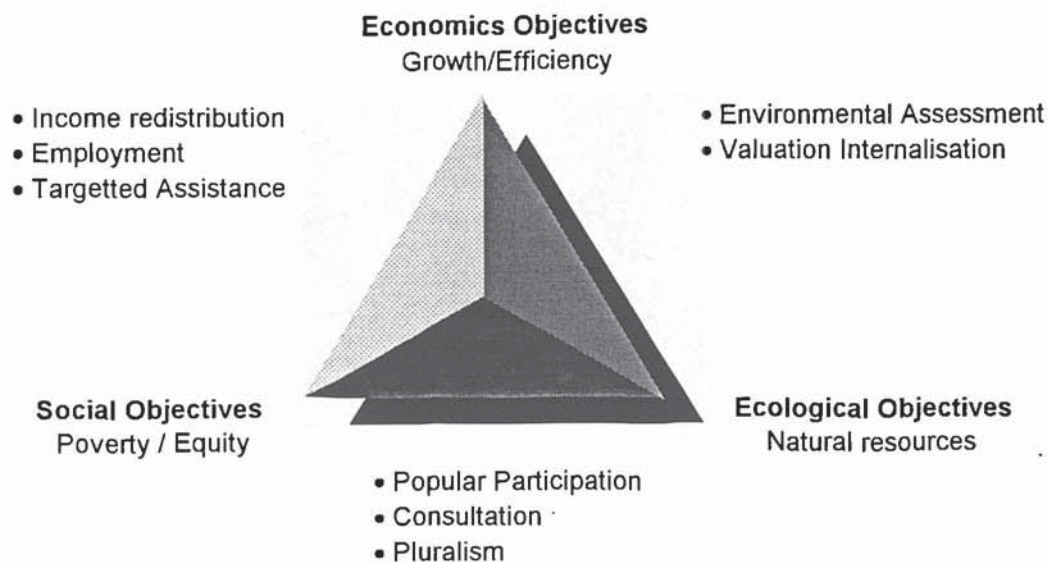 Economics Objectives
Growth/Efficiency
• Income redistribution
• Employment
• Targetted Assistance
• Environmental Assessment
• Valuation Internalisation
Social Objectives
Poverty / Equity
Ecological Objectives
Natural resources
• Popular Participation
• Consultation
• Pluralism